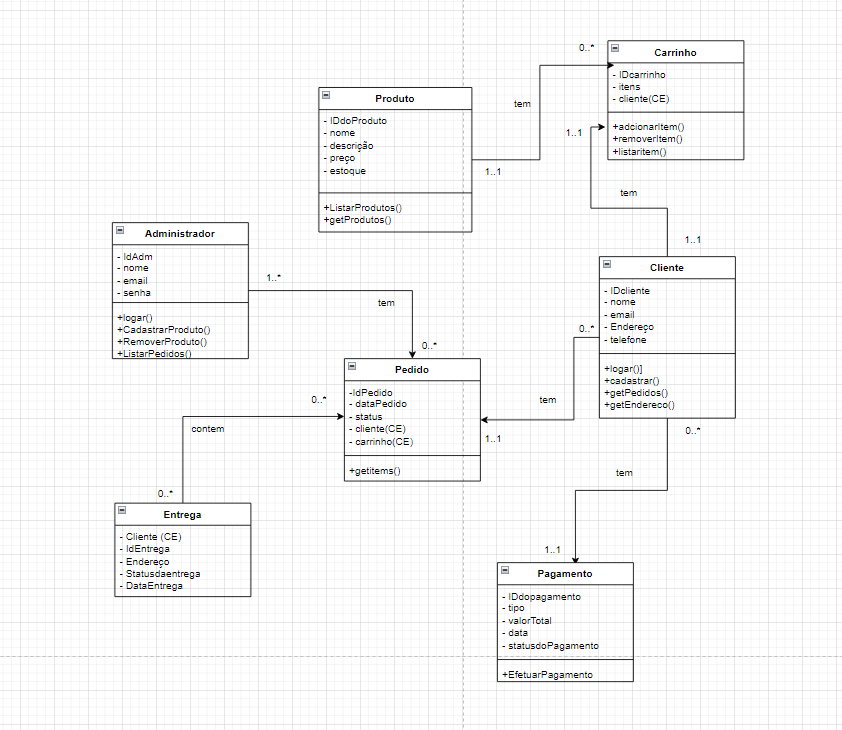 0..*
Carrinho
- IDcarrinho
- itens
- cliente(CE)
+adcionarItem()
+removerItem()
+listaritem()
tem
1..1
Produto
- IDdoProduto
- nome
- descrição
- preço
- estoque
+ListarProdutos()
+getProdutos()
1..1
tem
1..1
Administrador
- IdAdm
- nome
- email
- senha
+logar()
+CadastrarProduto()
+RemoverProduto()
+ListarPedidos()
1..*
tem
0..*
Cliente
- IDcliente
- nome
- email
- Endereço
- telefone
+logar()]
+cadastrar()
+getPedidos()
+getEndereco()
0..*
tem
1..1
Pedido
-IdPedido
- dataPedido
- status
- cliente(CE)
- carrinho(CE)
+getitems()
0..*
contem
0..*
Entrega
- Cliente (CE)
- IdEntrega
- Endereço
- Statusdaentrega
- DataEntrega
0..*
tem
1..1
Pagamento
- IDdopagamento
- tipo
- valorTotal
- data
- statusdoPagamento
+EfetuarPagamento